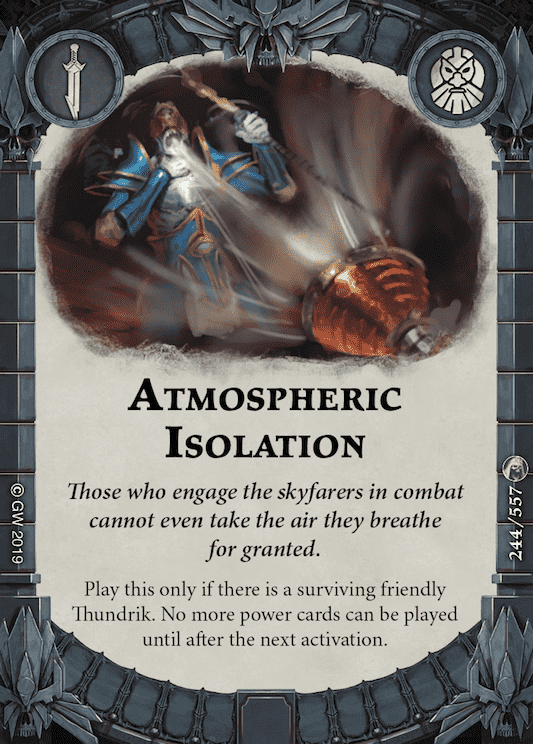 Atmospheric
Isolation
Those who engage the skyfarers in combat
cannot even take the air they breathe
for granted.
Play this only if there is a surviving friendly
Thundrik. No more power cards can be played
until after the next activation.
© GW 2019
244/557